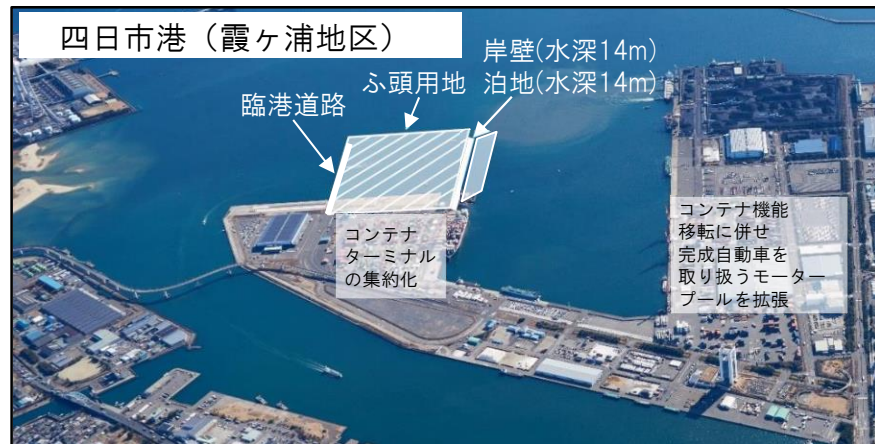 四日市港（霞ヶ浦地区）
岸壁(水深14m)
ふ頭用地
泊地(水深14m)
臨港道路
コンテナ
ターミナル
の集約化
コンテナ機能
移転に併せ
完成自動車を
取り扱うモーター
プールを拡張